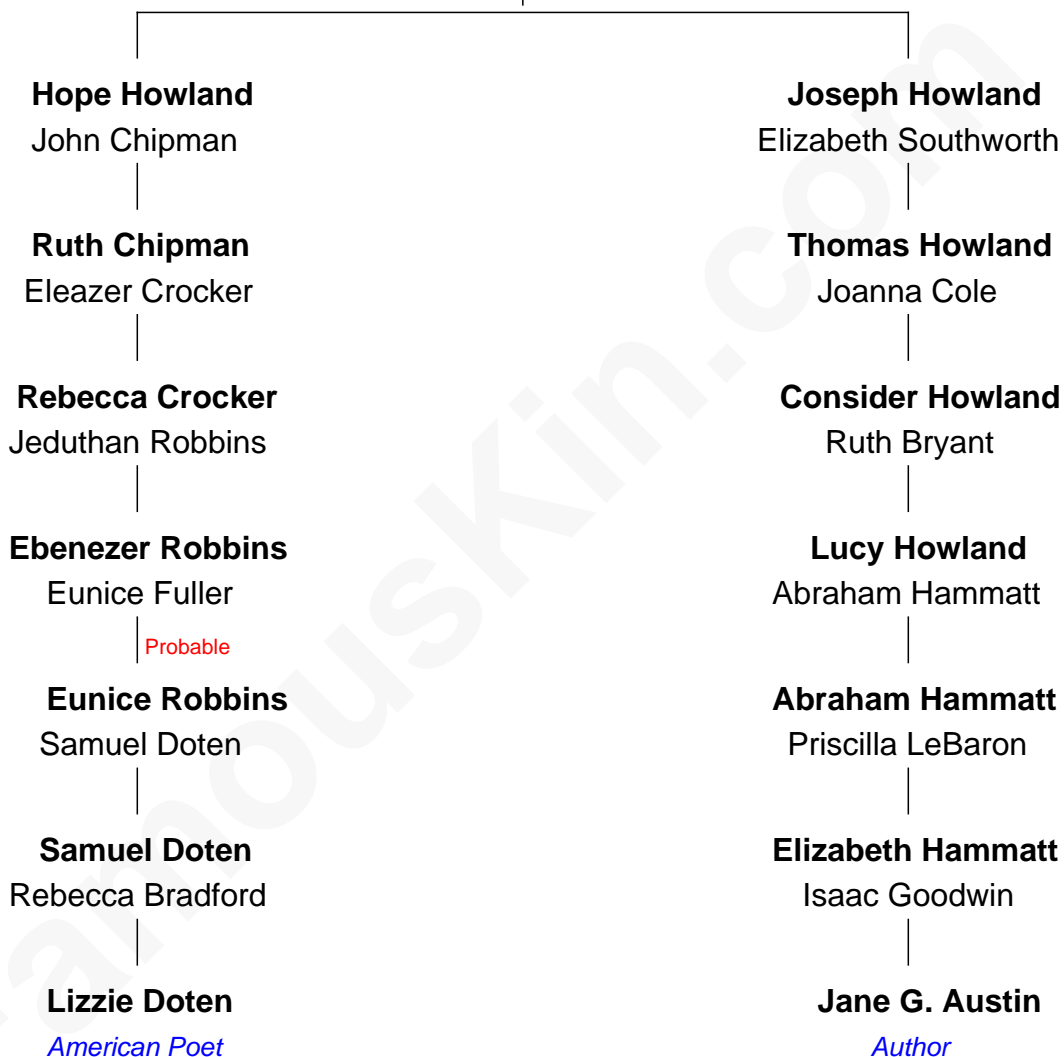 Hope Howland
John Chipman
Joseph Howland
Elizabeth Southworth
Ruth Chipman
Eleazer Crocker
Thomas Howland
Joanna Cole
Rebecca Crocker
Jeduthan Robbins
Consider Howland
Ruth Bryant
Ebenezer Robbins
Eunice Fuller
Lucy Howland
Abraham Hammatt
Probable
Eunice Robbins
Samuel Doten
Abraham Hammatt
Priscilla LeBaron
Samuel Doten
Rebecca Bradford
Elizabeth Hammatt
Isaac Goodwin
Lizzie Doten
American Poet
Jane G. Austin
Author
amouskin.com